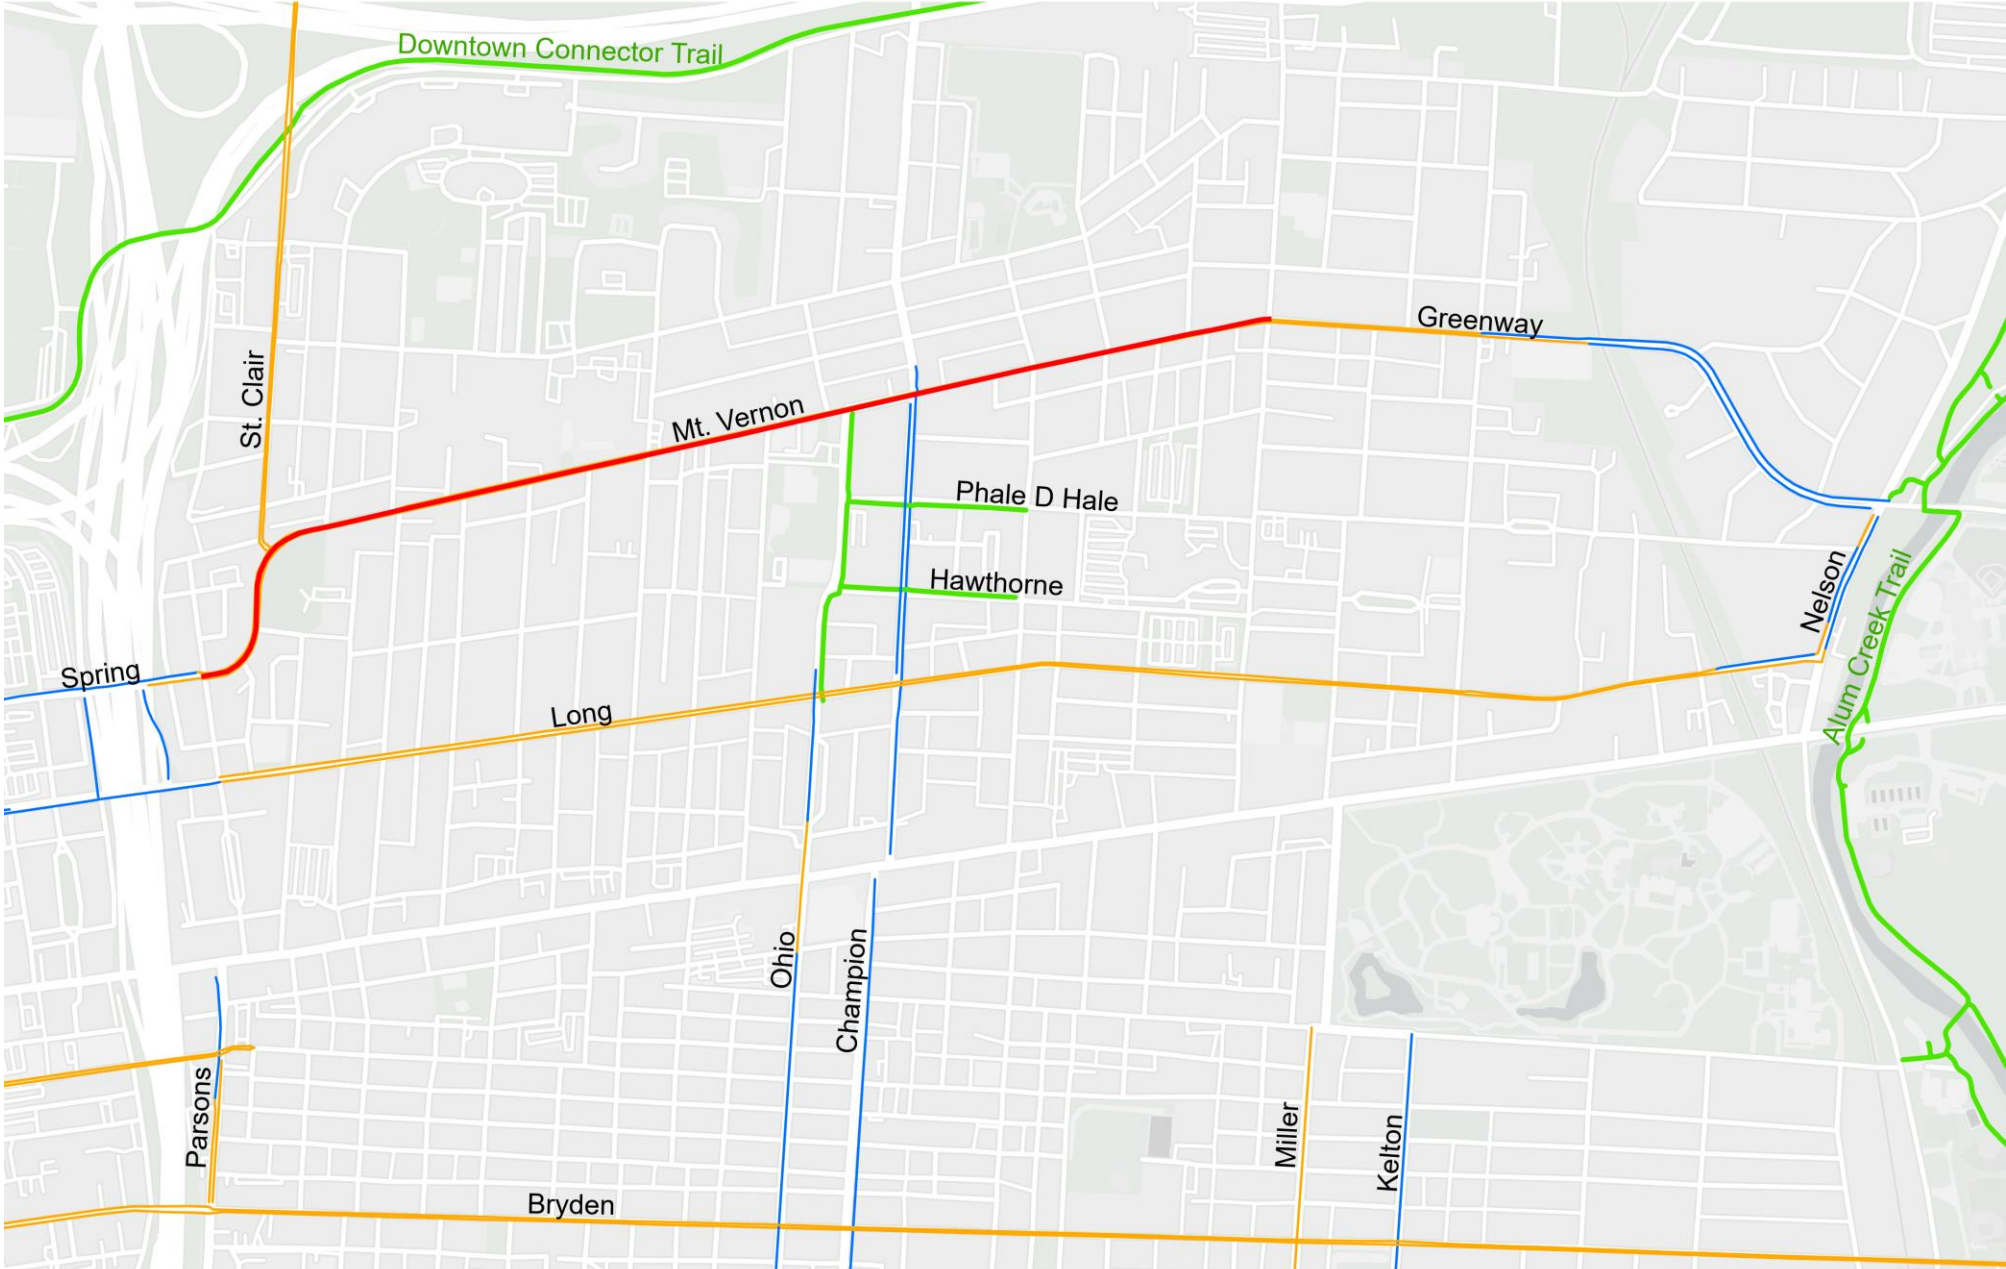 Downtown Connector Trail
Greenway
St. Clair
Mt. Vernon
Phale D Hale
Hawthorne
Nelson
Alum Creek Trail
Spring
Long
Ohio
Champion
Parsons
Miller
Kelton
Bryden